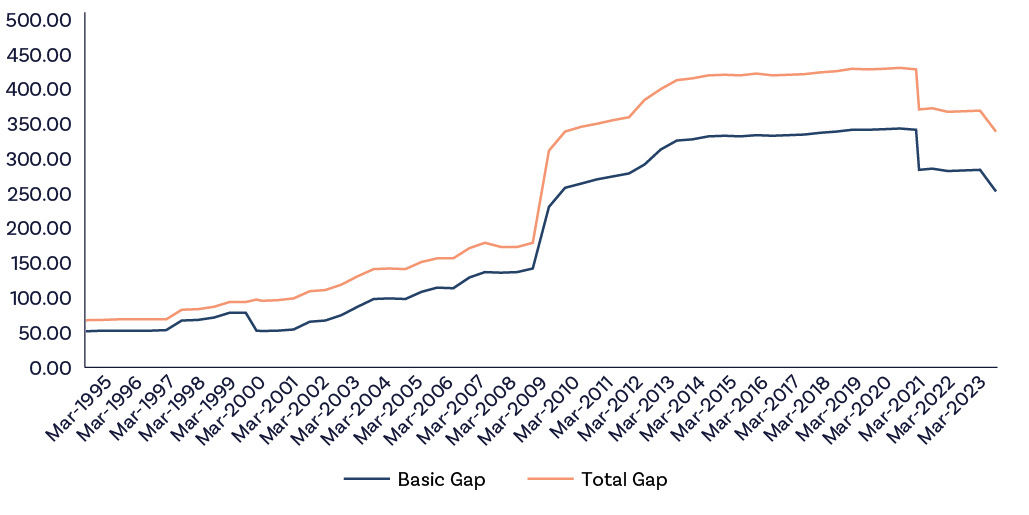 500.00
450.00
400.00
350.00
300.00
250.00
200.00
150.00
100.00
50.00
0.00
Mar-1995
Mar-1996
Mar-1997
Mar-1998
Mar-1999
Mar-2000
Mar-2001
Mar-2002
Mar-2003
Mar-2004
Mar-2005
Mar-2006
Mar-2007
Mar-2008
Mar-2009
Mar-2010
Mar-2011
Mar-2012
Mar-2013
Mar-2014
Mar-2015
Mar-2016
Mar-2017
Mar-2018
Mar-2019
Mar-2020
Mar-2021
Mar-2022
Mar-2023
Basic Gap
Total Gap